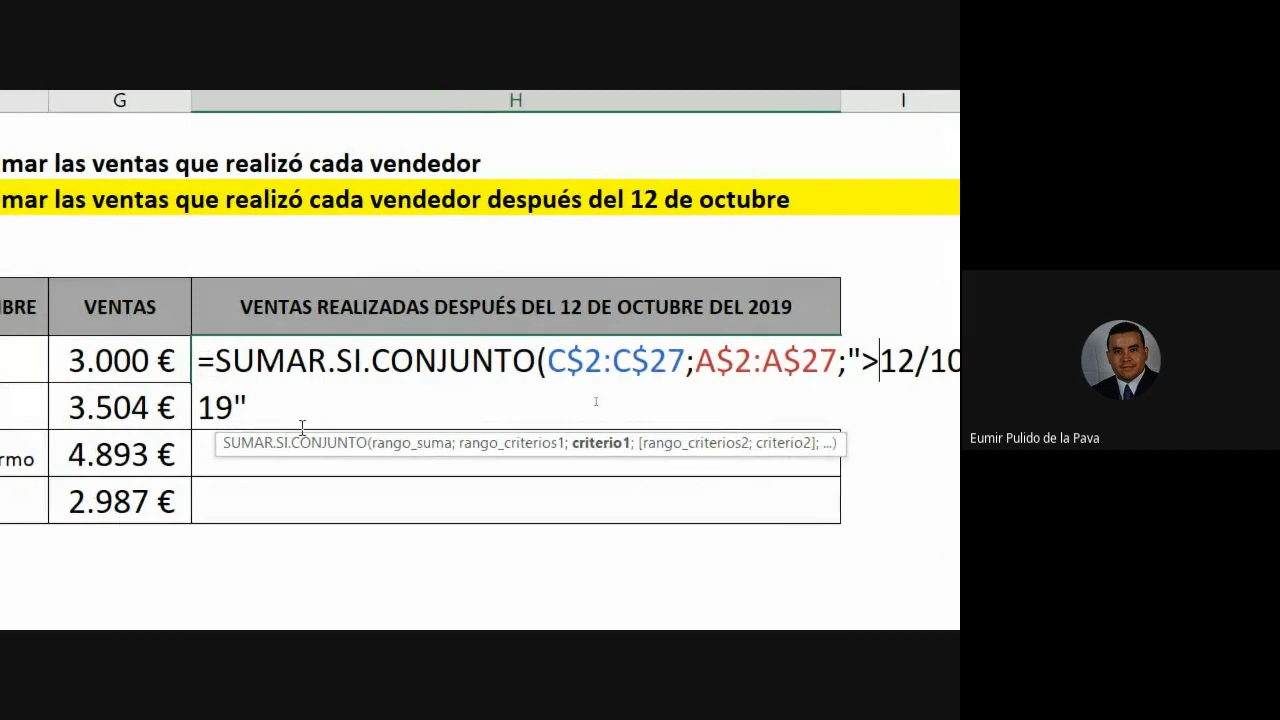 G H I
mar las ventas que realizó cada vendedor
mar las ventas que realizó cada vendedor después del 12 de octubre
BRE VENTAS VENTAS REALIZADAS DESPUÉS DEL 12 DE OCTUBRE DEL 2019
3.000 € =SUMAR.SI.CONJUNTO(C$2:C$27;A$2:A$27;">12/10
3.504 € 19"
SUMAR.SI.CONJUNTO(rango_suma; rango_criterios1; criterio1; [rango_criterios2; criterio2]; ...)
rmo 4.893 €
2.987 €
Eumir Pulido de la Pava